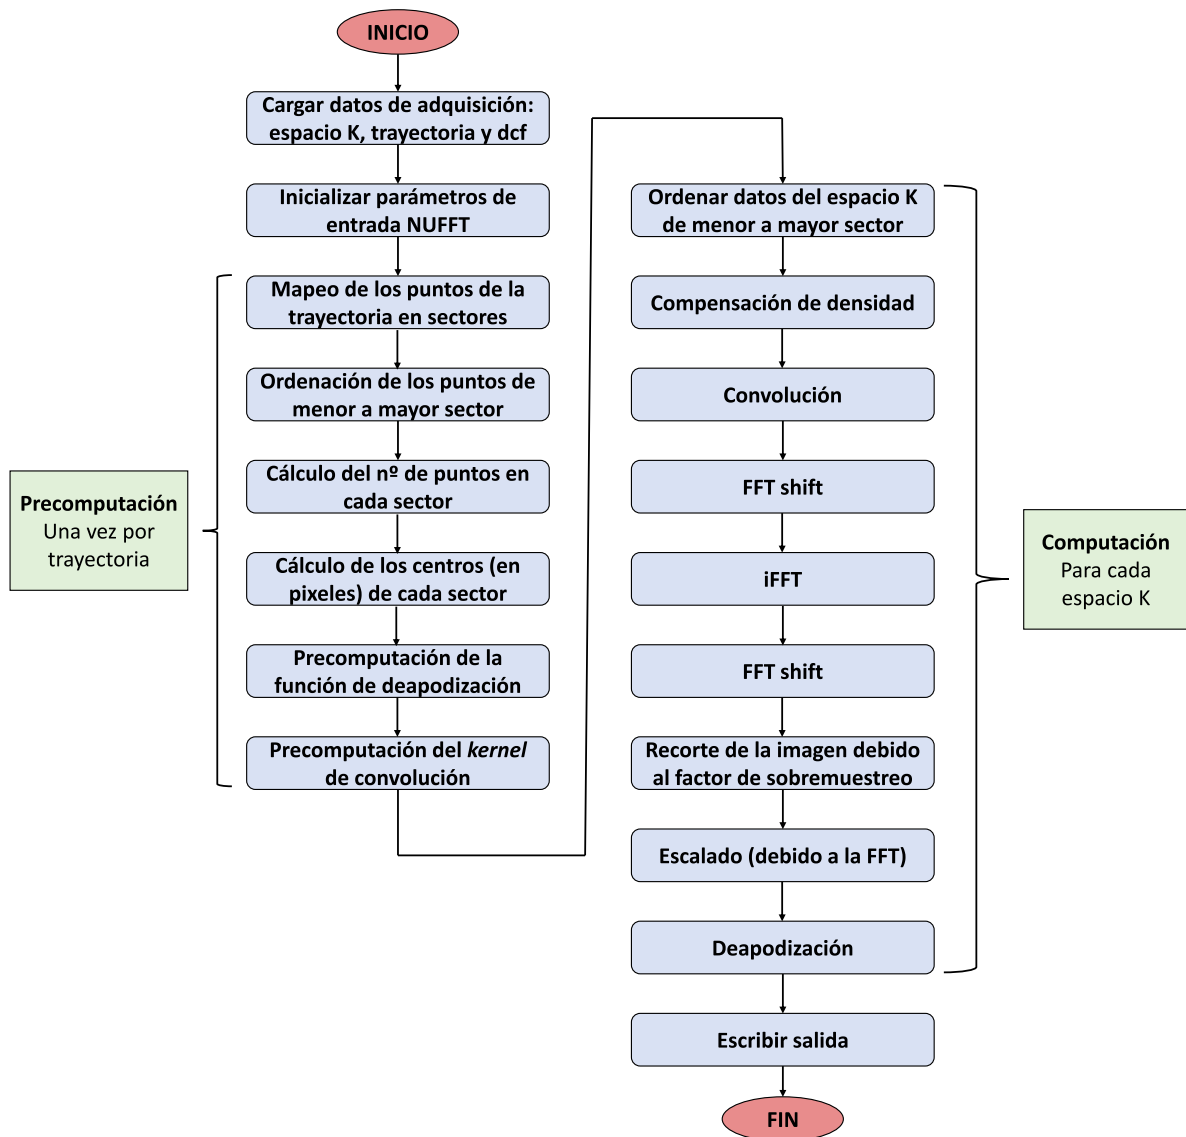 INICIO
Cargar datos de adquisición:
espacio K, trayectoria y dcf
Inicializar parámetros de
entrada NUFFT
Mapeo de los puntos de la
trayectoria en sectores
Ordenación de los puntos de
menor a mayor sector
Cálculo del nº de puntos en
cada sector
Cálculo de los centros (en
pixeles) de cada sector
Precomputación de la
función de deapodización
Precomputación del kernel
de convolución
Precomputación
Una vez por
trayectoria
Ordenar datos del espacio K
de menor a mayor sector
Compensación de densidad
Convolución
FFT shift
iFFT
FFT shift
Recorte de la imagen debido
al factor de sobremuestreo
Escalado (debido a la FFT)
Deapodización
Escribir salida
FIN
Computación
Para cada
espacio K